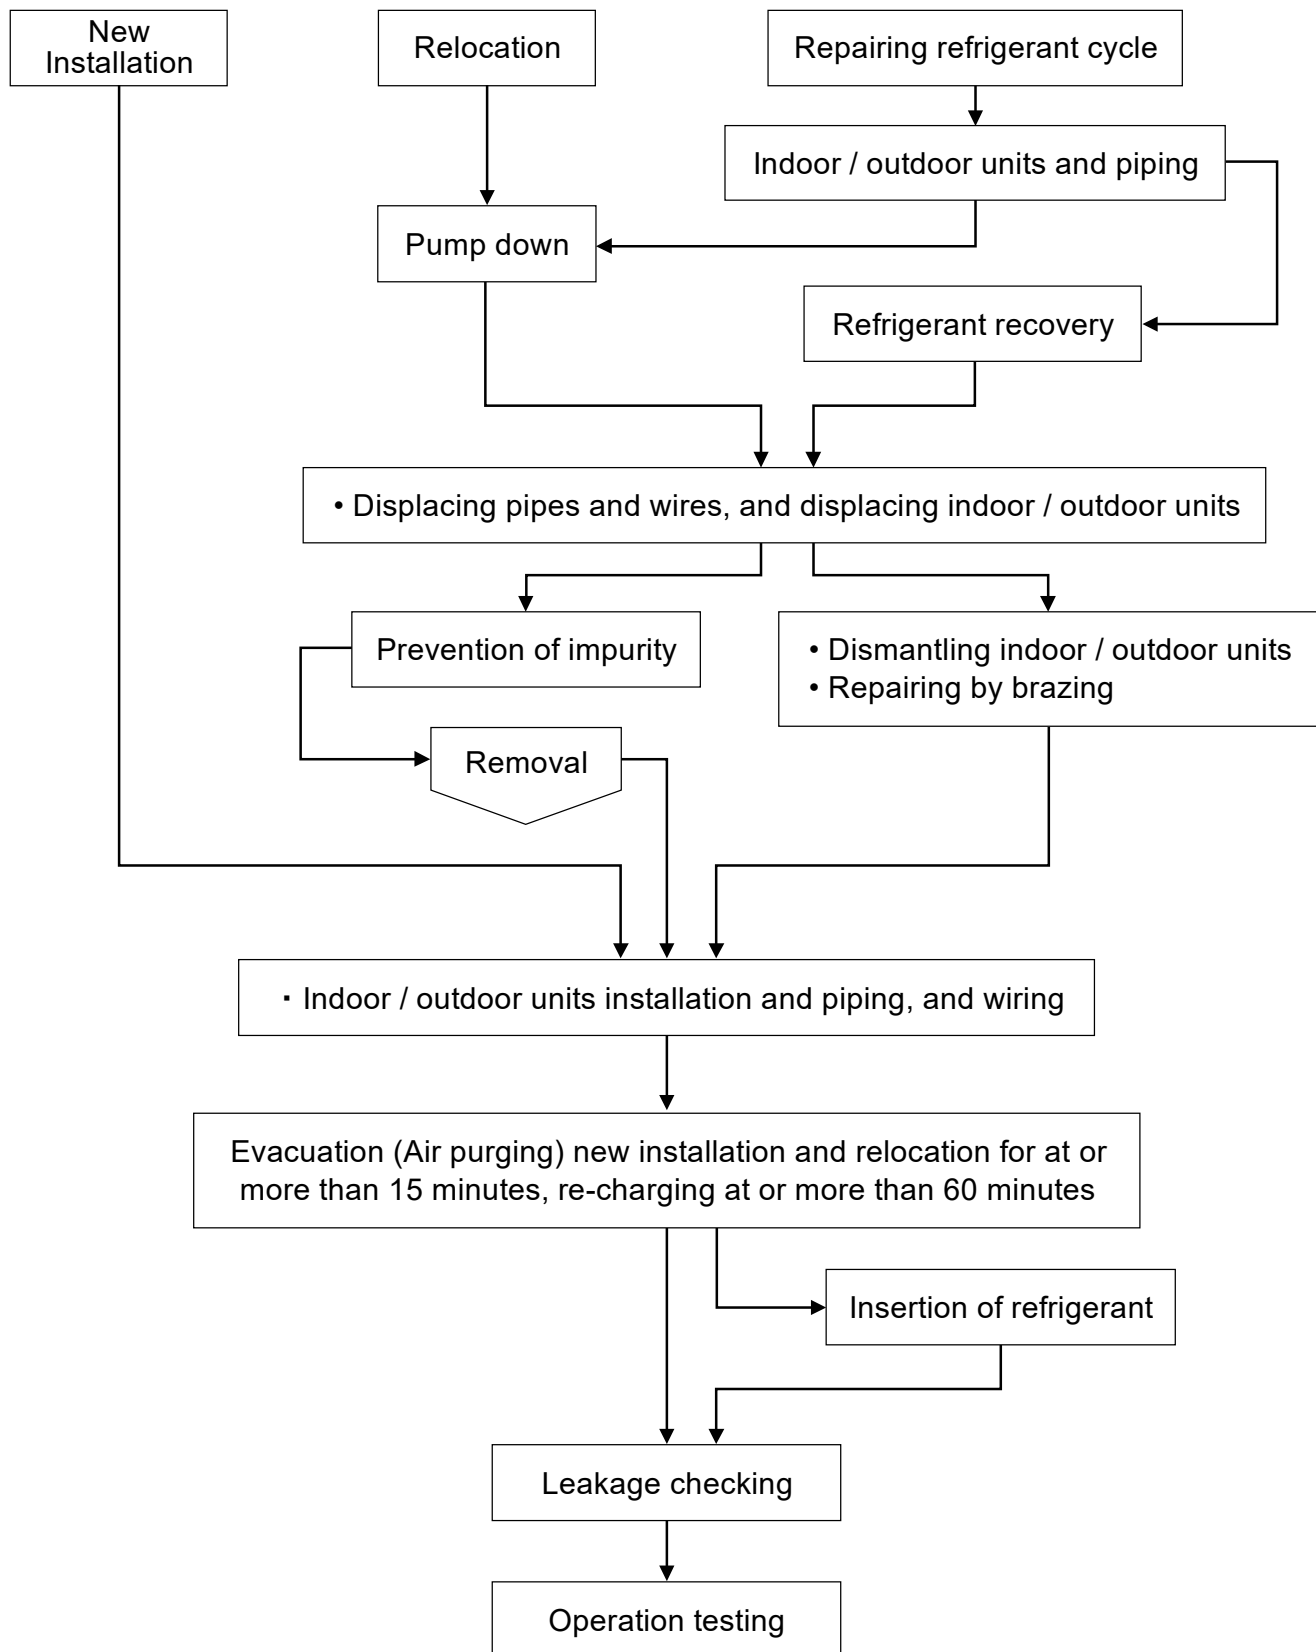 New
Installation
Relocation
Repairing refrigerant cycle
Indoor / outdoor units and piping
Pump down
Refrigerant recovery
• Displacing pipes and wires, and displacing indoor / outdoor units
Prevention of impurity
• Dismantling indoor / outdoor units
• Repairing by brazing
Removal
・Indoor / outdoor units installation and piping, and wiring
Evacuation (Air purging) new installation and relocation for at or
more than 15 minutes, re-charging at or more than 60 minutes
Insertion of refrigerant
Leakage checking
Operation testing